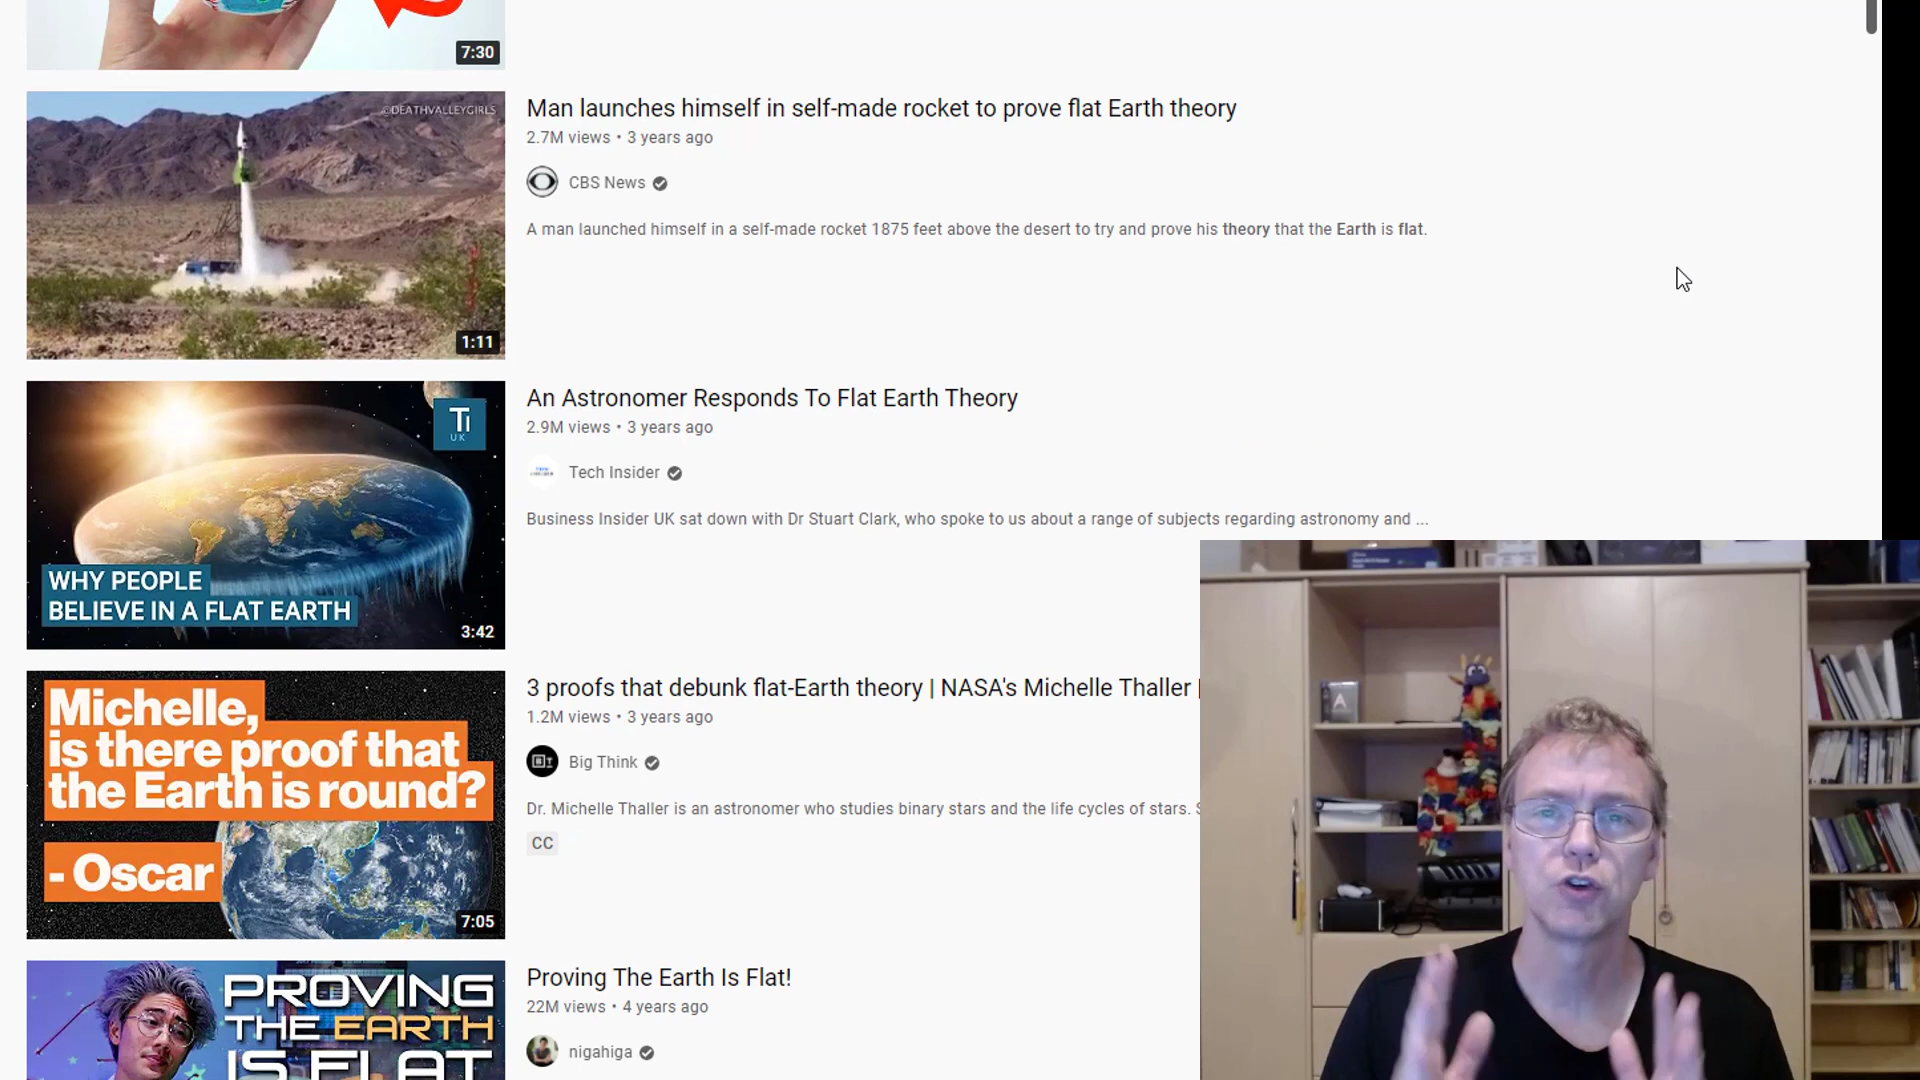 7:30
@DEATHVALLEYGIRLS
1:11
Man launches himself in self-made rocket to prove flat Earth theory
2.7M views • 3 years ago
CBS News
A man launched himself in a self-made rocket 1875 feet above the desert to try and prove his theory that the Earth is flat.
Ti
UK
WHY PEOPLE
BELIEVE IN A FLAT EARTH
3:42
An Astronomer Responds To Flat Earth Theory
2.9M views • 3 years ago
Tech Insider
Business Insider UK sat down with Dr Stuart Clark, who spoke to us about a range of subjects regarding astronomy and ...
Michelle,
is there proof that
the Earth is round?
- Oscar
7:05
3 proofs that debunk flat-Earth theory | NASA's Michelle Thaller |
1.2M views • 3 years ago
Big Think
Dr. Michelle Thaller is an astronomer who studies binary stars and the life cycles of stars.
CC
PROVING
THE EARTH
IS FLAT
Proving The Earth Is Flat!
22M views • 4 years ago
nigahiga
A